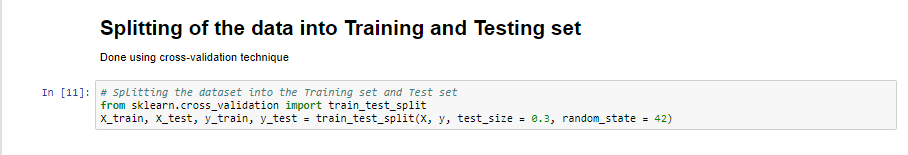 Splitting of the data into Training and Testing set
Done using cross-validation technique
In [11]: # Splitting the dataset into the Training set and Test set
from sklearn.cross_validation import train_test_split
X_train, X_test, y_train, y_test = train_test_split(X, y, test_size = 0.3, random_state = 42)